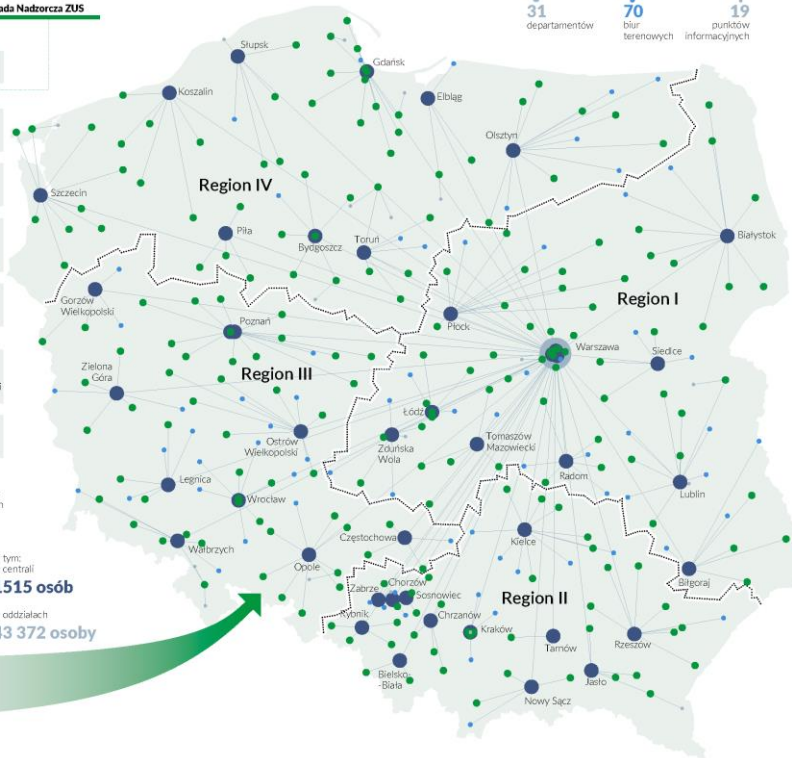 ada Nadzorcza ZUS
31
departamentów
70
biur
terenowych
19
punktów
informacyjnych
Słupsk
Gdańsk
Koszalin
Elbląg
Olsztyn
Szczecin
Region IV
Piła
Bydgoszcz
Toruń
Białystok
Gorzów
Wielkopolski
Region I
Poznań
Płock
Warszawa
Siedlce
Zielona
Góra
Region III
Łódź
Ostrów
Wielkopolski
Zduńska
Wola
Tomaszów
Mazowiecki
Radom
Legnica
Wrocław
Lublin
Wałbrzych
Częstochowa
Kielce
Opole
tym:
centrali
.515 osób
Biłgoraj
Zabrze
Chorzów
Sosnowiec
Region II
oddziałach
43 372 osoby
Rybnik
Chrzanów
Kraków
Tarnów
Rzeszów
Bielsko-
-Biała
Jasło
Nowy Sącz